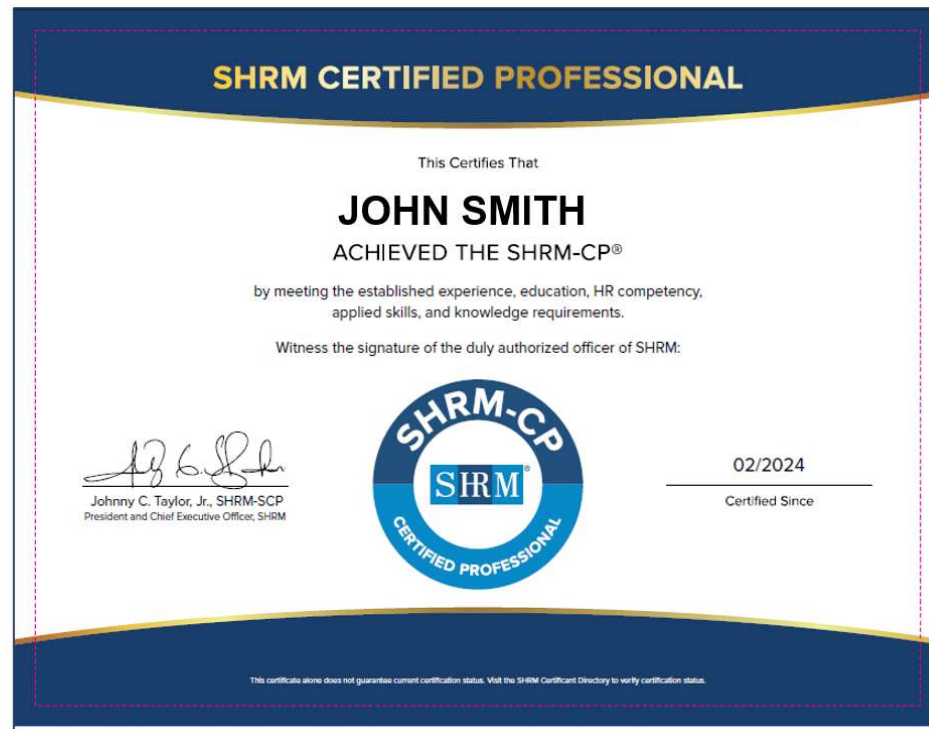 SHRM CERTIFIED PROFESSIONAL
This Certifies That
JOHN SMITH
ACHIEVED THE SHRM-CP®
by meeting the established experience, education, HR competency,
applied skills, and knowledge requirements.
Witness the signature of the duly authorized officer of SHRM:
SHRM-CP
SHRM®
CERTIFIED PROFESSIONAL
Johnny C. Taylor, Jr., SHRM-SCP
President and Chief Executive Officer, SHRM
02/2024
Certified Since
This certificate alone does not guarantee current certification status. Visit the SHRM Certificant Directory to verify certification status.